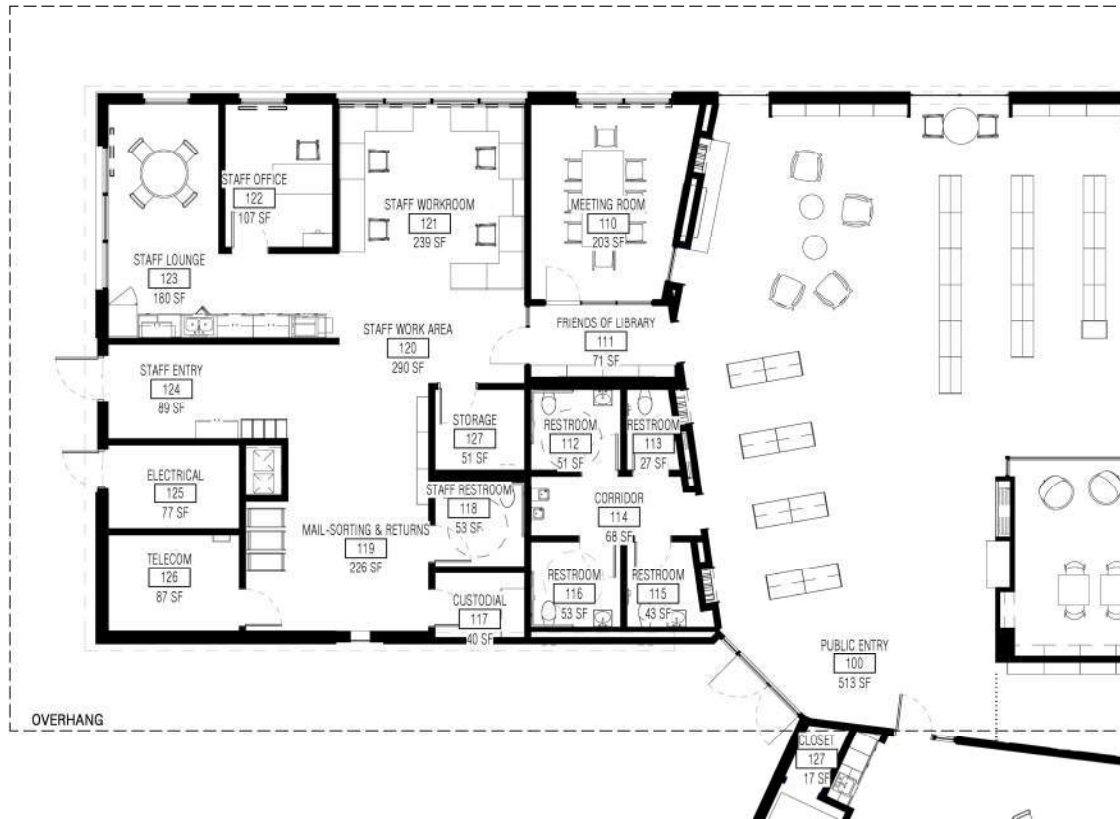 STAFF OFFICE
122
107 SF
STAFF WORKROOM
121
239 SF
MEETING ROOM
110
203 SF
STAFF LOUNGE
123
180 SF
STAFF WORK AREA
120
290 SF
FRIENDS OF LIBRARY
111
71 SF
STAFF ENTRY
124
89 SF
STORAGE
127
51 SF
RESTROOM
112
51 SF
RESTROOM
113
27 SF
ELECTRICAL
125
77 SF
STAFF RESTROOM
118
53 SF
CORRIDOR
114
68 SF
MAIL-SORTING & RETURNS
119
226 SF
TELECOM
126
87 SF
RESTROOM
116
53 SF
RESTROOM
115
43 SF
CUSTODIAL
117
40 SF
PUBLIC ENTRY
100
513 SF
OVERHANG
CLOSET
127
17 SF